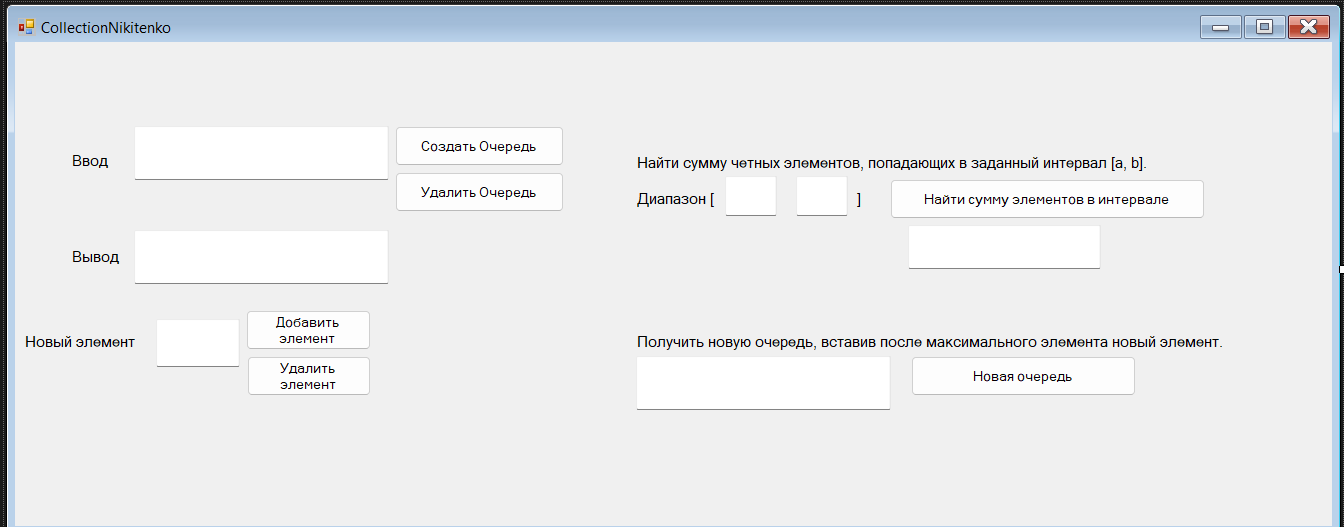 CollectionNikitenko
Ввод
Создать Очередь
Удалить Очередь
Вывод
Новый элемент
Добавить
элемент
Удалить
элемент
Найти сумму четных элементов, попадающих в заданный интервал [a, b].
Диапазон [ ]
Найти сумму элементов в интервале
Получить новую очередь, вставив после максимального элемента новый элемент.
Новая очередь